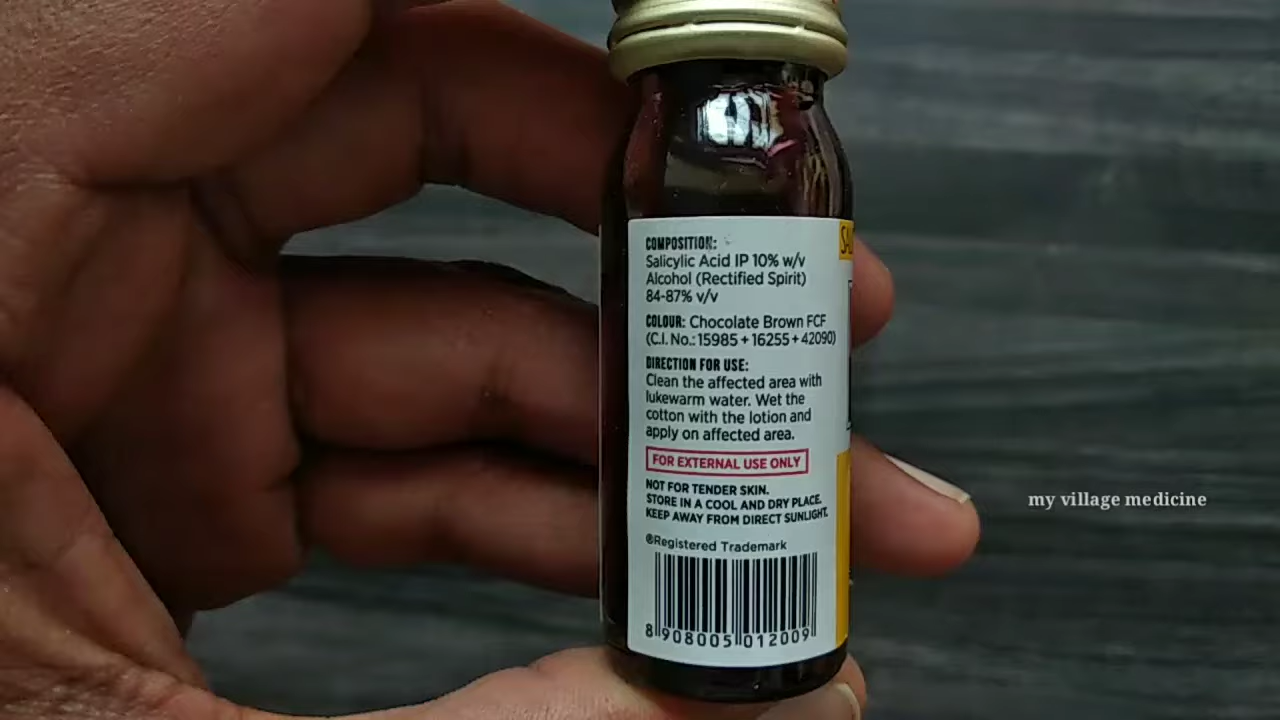 COMPOSITION:
Salicylic Acid IP 10% w/v
Alcohol (Rectified Spirit)
84-87% v/v
COLOUR: Chocolate Brown FCF
(C.I. No.: 15985 + 16255 + 42090)
DIRECTION FOR USE:
Clean the affected area with
lukewarm water. Wet the
cotton with the lotion and
apply on affected area.
FOR EXTERNAL USE ONLY
NOT FOR TENDER SKIN.
STORE IN A COOL AND DRY PLACE.
KEEP AWAY FROM DIRECT SUNLIGHT.
®Registered Trademark
8 908005 012009
my village medicine